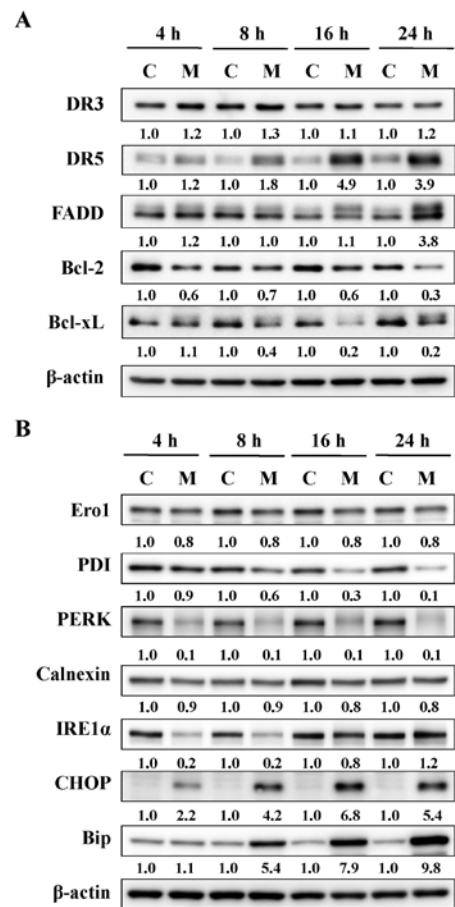 A
4 h 8 h 16 h 24 h
C M C M C M C M
DR3
1.0 1.2 1.0 1.3 1.0 1.1 1.0 1.2
DR5
1.0 1.2 1.0 1.8 1.0 4.9 1.0 3.9
FADD
1.0 1.2 1.0 1.0 1.0 1.1 1.0 3.8
Bcl-2
1.0 0.6 1.0 0.7 1.0 0.6 1.0 0.3
Bcl-xL
1.0 1.1 1.0 0.4 1.0 0.2 1.0 0.2
β-actin
B
4 h 8 h 16 h 24 h
C M C M C M C M
Ero1
1.0 0.8 1.0 0.8 1.0 0.8 1.0 0.8
PDI
1.0 0.9 1.0 0.6 1.0 0.3 1.0 0.1
PERK
1.0 0.1 1.0 0.1 1.0 0.1 1.0 0.1
Calnexin
1.0 0.9 1.0 0.9 1.0 0.8 1.0 0.8
IRE1α
1.0 0.2 1.0 0.2 1.0 0.8 1.0 1.2
CHOP
1.0 2.2 1.0 4.2 1.0 6.8 1.0 5.4
Bip
1.0 1.1 1.0 5.4 1.0 7.9 1.0 9.8
β-actin